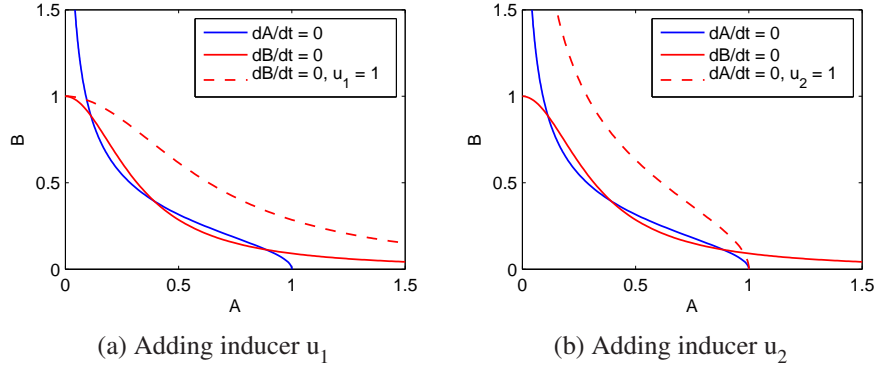 dA/dt = 0
dB/dt = 0
dB/dt = 0, u₁ = 1
B
1.5
1
0.5
0
0
0.5
1
1.5
A
(a) Adding inducer u₁
dA/dt = 0
dB/dt = 0
dA/dt = 0, u₂ = 1
B
1.5
1
0.5
0
0
0.5
1
1.5
A
(b) Adding inducer u₂